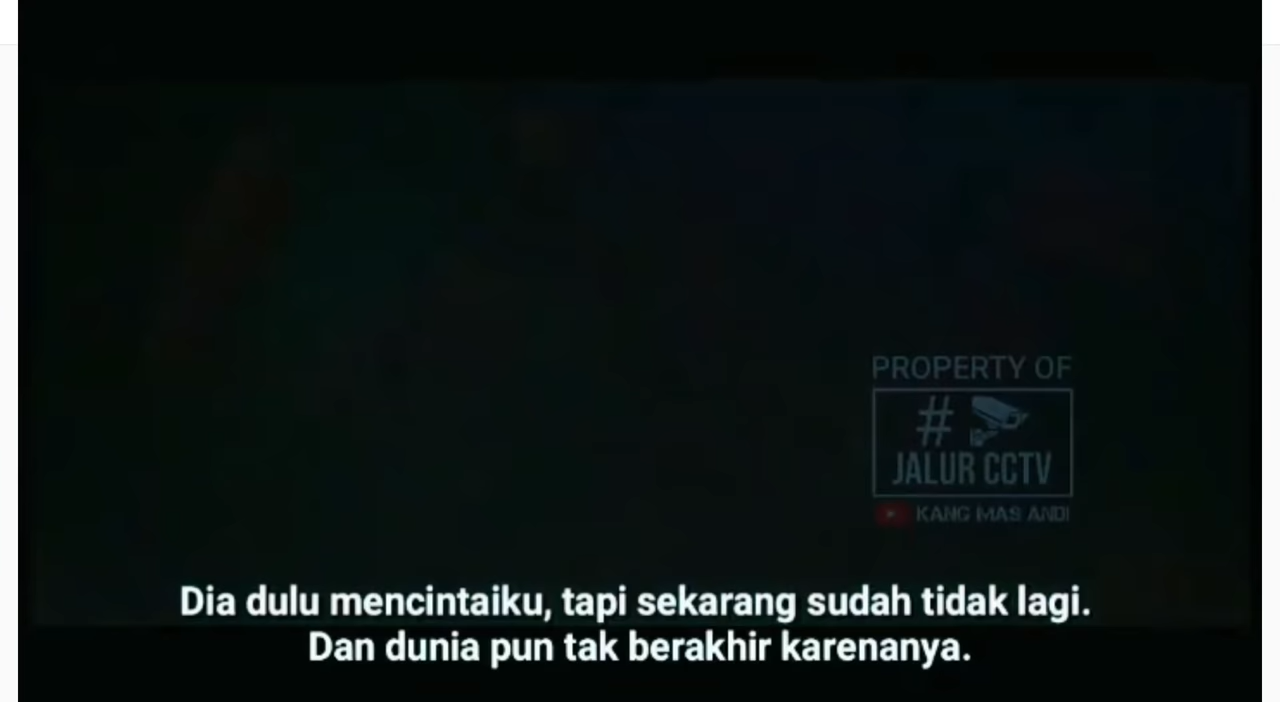 PROPERTY OF
#
JALUR CCTV
KANG MAS ANDI
Dia dulu mencintaiku, tapi sekarang sudah tidak lagi.
Dan dunia pun tak berakhir karenanya.